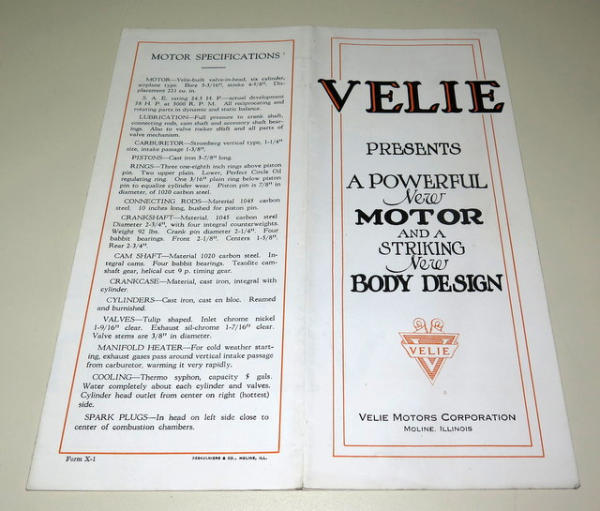 MOTOR SPECIFICATIONS
MOTOR—Velie-built valve-in-head, six cylinder,
airplane type. Bore 3-3/16", stroke 4-5/8". Dis-
placement 221 cu. in.
S. A. E. rating 24.3 H. P.—actual development
58 H. P. at 3000 R. P. M. All reciprocating and
rotating parts in dynamic and static balance.
LUBRICATION—Full pressure to crank shaft,
connecting rods, cam shaft and accessory shaft bear-
ings. Also to valve rocker shaft and all parts of
valve mechanism.
CARBURETOR—Stromberg vertical type, 1-1/4"
size, intake passage 1-3/8".
PISTONS—Cast iron 3-7/8" long.
RINGS—Three one-eighth inch rings above piston
pin. Two upper plain. Lower, Perfect Circle Oil
regulating ring. One 3/16" plain ring below piston
pin to equalize cylinder wear. Piston pin is 7/8" in
diameter, of 1020 carbon steel.
CONNECTING RODS—Material 1045 carbon
steel. 10 inches long, bushed for piston pin.
CRANKSHAFT—Material, 1045 carbon steel
Diameter 2-3/4", with four integral counterweights.
Weight 92 lbs. Crank pin diameter 2-1/4". Four
babbit bearings. Front 2-1/8". Centers 1-5/8".
Rear 2-3/4".
CAM SHAFT—Material 1020 carbon steel. In-
tegral cams. Four babbit bearings. Texolite cam-
shaft gear, helical cut 9 p. timing gear.
CRANKCASE—Material, cast iron, integral with
cylinder.
CYLINDERS—Cast iron, cast en bloc. Reamed
and burnished.
VALVES—Tulip shaped. Inlet chrome nickel
1-9/16" clear. Exhaust sil-chrome 1-7/16" clear.
Valve stems are 3/8" in diameter.
MANIFOLD HEATER—For cold weather start-
ing, exhaust gases pass around vertical intake passage
from carburetor, warming it very rapidly.
COOLING—Thermo syphon, capacity 5 gals.
Water completely about each cylinder and valves.
Cylinder head outlet from center on right (hottest)
side.
SPARK PLUGS—In head on left side close to
center of combustion chambers.
Form X-1
& CO., MOLINE, ILL.
VELIE
PRESENTS
A POWERFUL
New
MOTOR
AND A
STRIKING
New
BODY DESIGN
VELIE
VELIE MOTORS CORPORATION
MOLINE, ILLINOIS